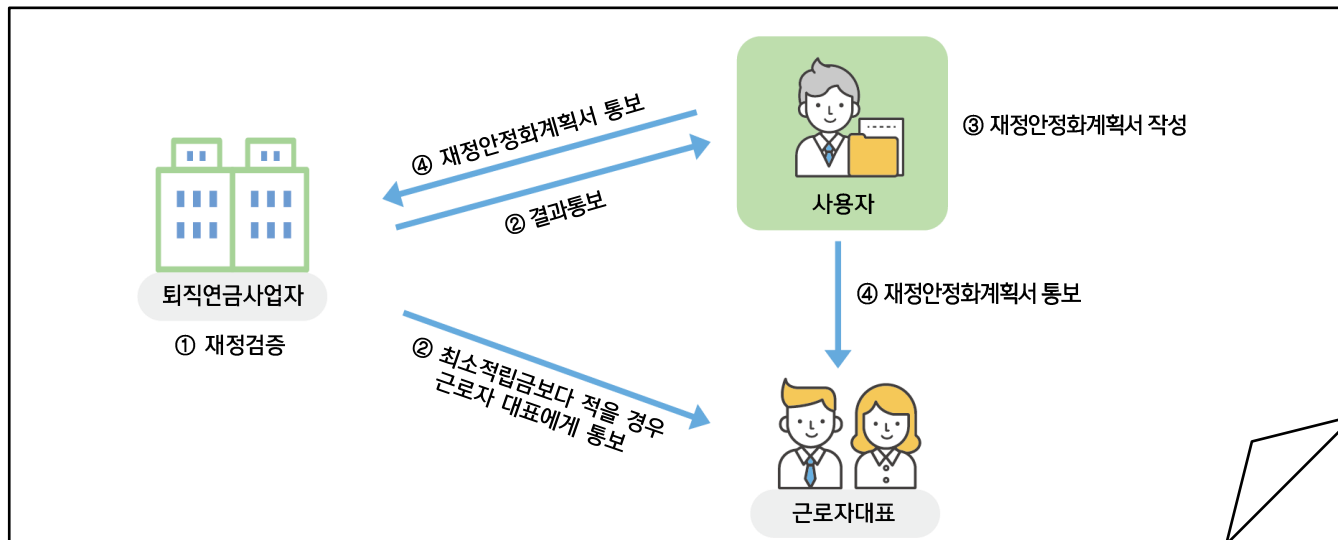 ④ 재정안정화계획서 통보
② 결과통보
사용자
③ 재정안정화계획서 작성
퇴직연금사업자
① 재정검증
② 최소적립금보다 적을 경우
근로자 대표에게 통보
④ 재정안정화계획서 통보
근로자대표